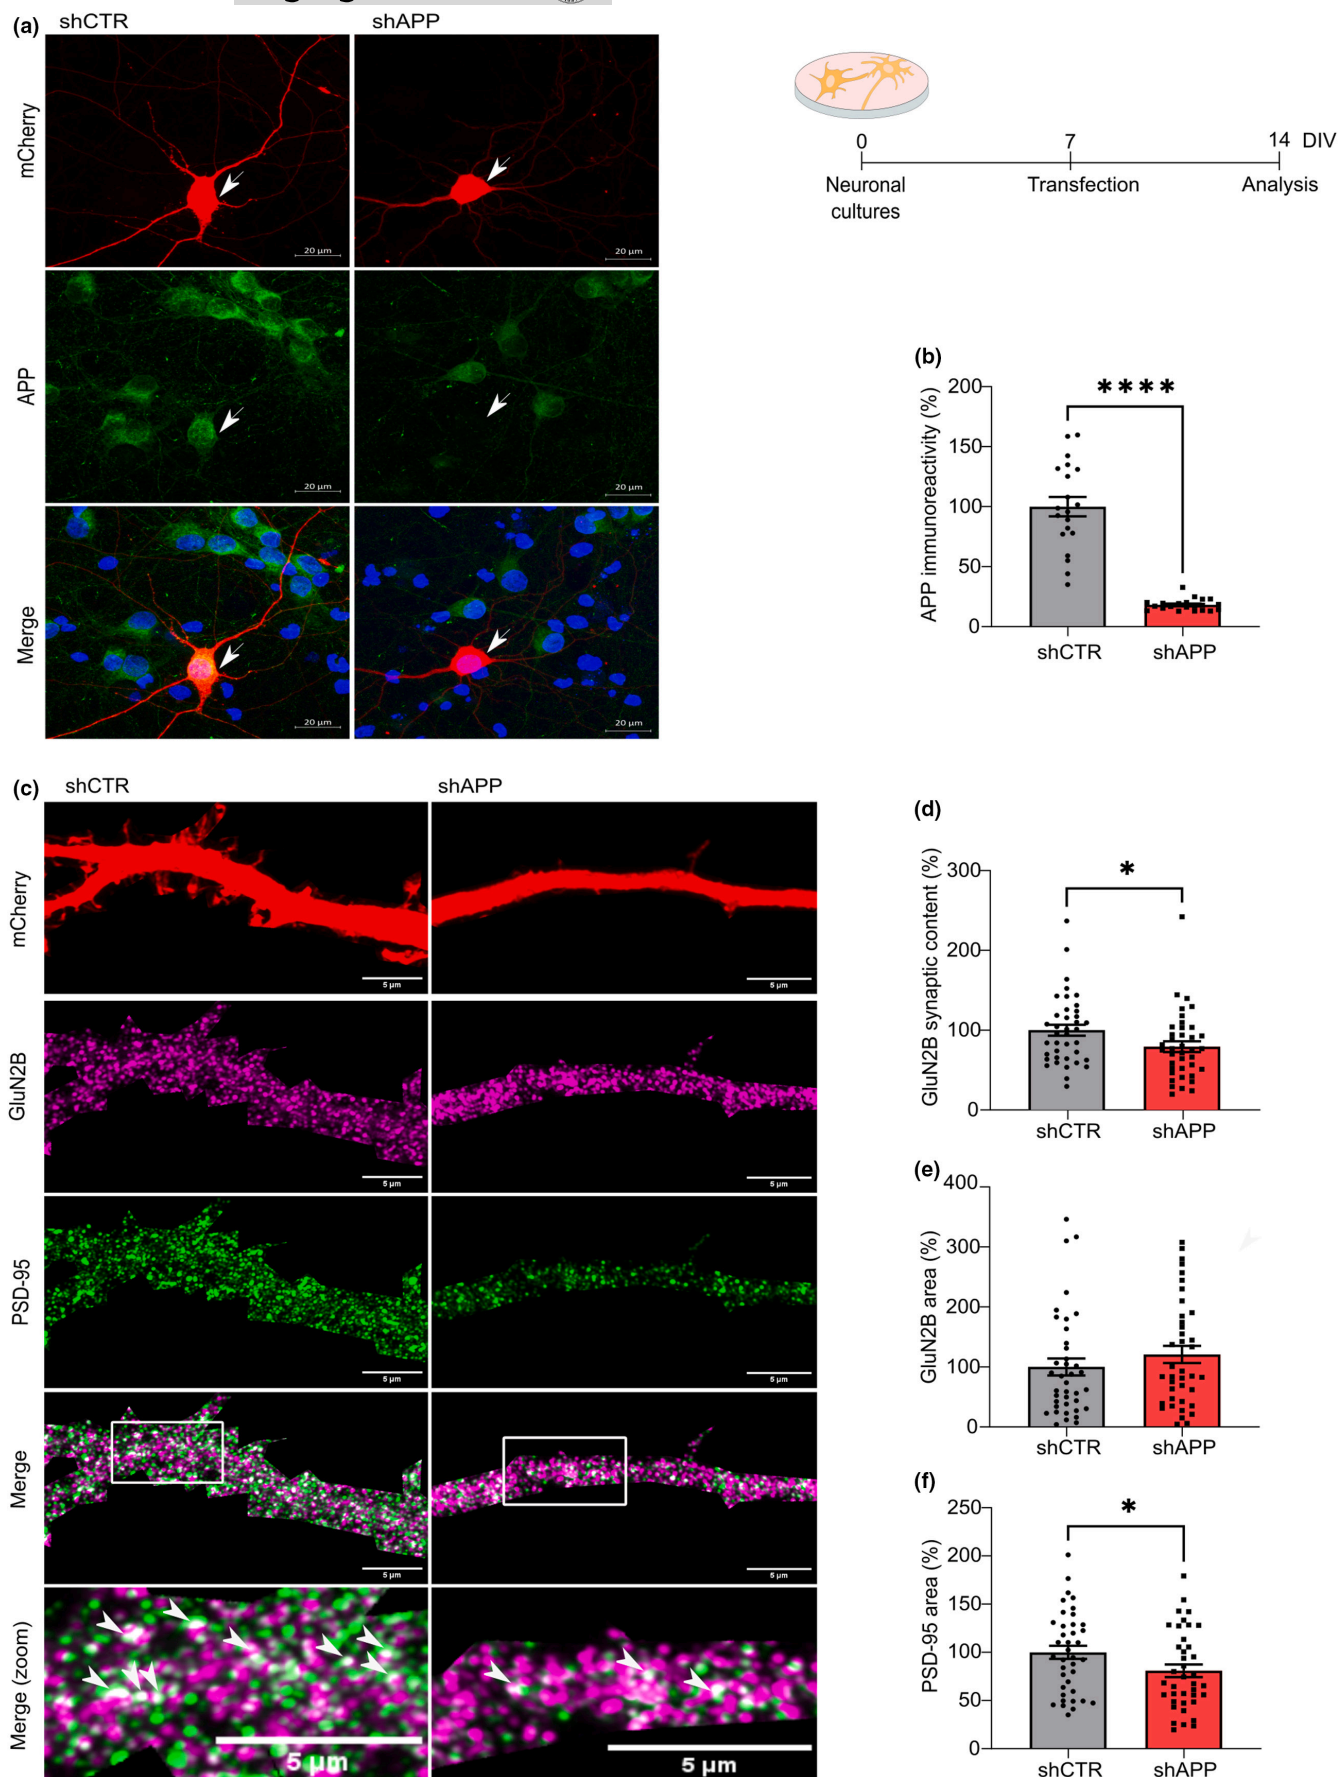 (a)
shCTR
shAPP
mCherry
20 µm
20 µm
APP
20 µm
20 µm
Merge
20 µm
20 µm
0
7
14 DIV
Neuronal
cultures
Transfection
Analysis
(b)
APP immunoreactivity (%)
200
150
100
50
0
****
shCTR
shAPP
(c)
shCTR
shAPP
mCherry
5 µm
5 µm
GluN2B
5 µm
5 µm
PSD-95
5 µm
5 µm
Merge
5 µm
5 µm
Merge (zoom)
5 µm
5 µm
(d)
GluN2B synaptic content (%)
300
200
100
0
*
shCTR
shAPP
(e)
GluN2B area (%)
400
300
200
100
0
shCTR
shAPP
(f)
PSD-95 area (%)
250
200
150
100
50
0
*
shCTR
shAPP